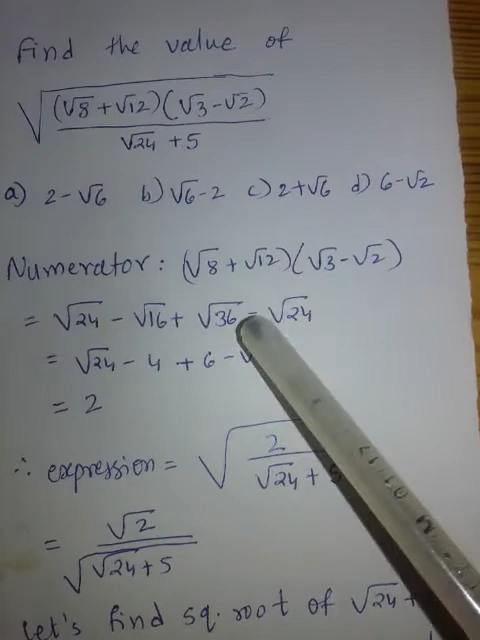 Find the value of
√((√8 + √12)(√3 - √2) / (√24 + 5))
a) 2 - √6 b) √6 - 2 c) 2 + √6 d) 6 - √2
Numerator: (√8 + √12)(√3 - √2)
= √24 - √16 + √36 - √24
= √24 - 4 + 6 - √
= 2
∴ expression = √(2 / (√24 + 5))
= √2 / √(√24 + 5)
Let's find sq. root of √24 +